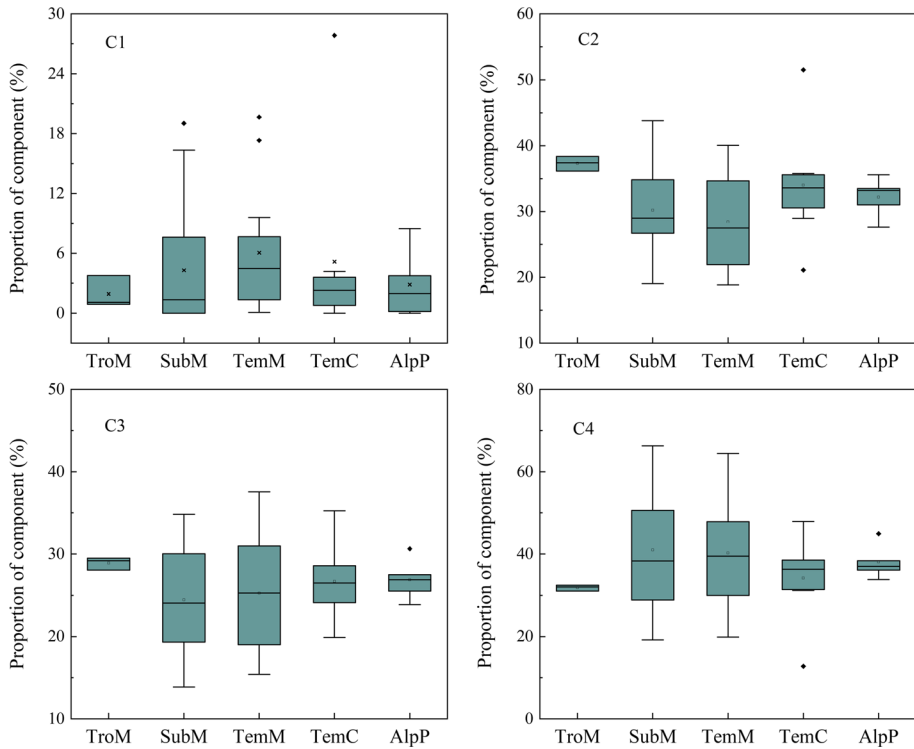 C1
Proportion of component (%)
30
24
18
12
6
0
TroM SubM TemM TemC AlpP
C2
Proportion of component (%)
60
50
40
30
20
10
TroM SubM TemM TemC AlpP
C3
Proportion of component (%)
50
40
30
20
10
TroM SubM TemM TemC AlpP
C4
Proportion of component (%)
80
60
40
20
0
TroM SubM TemM TemC AlpP